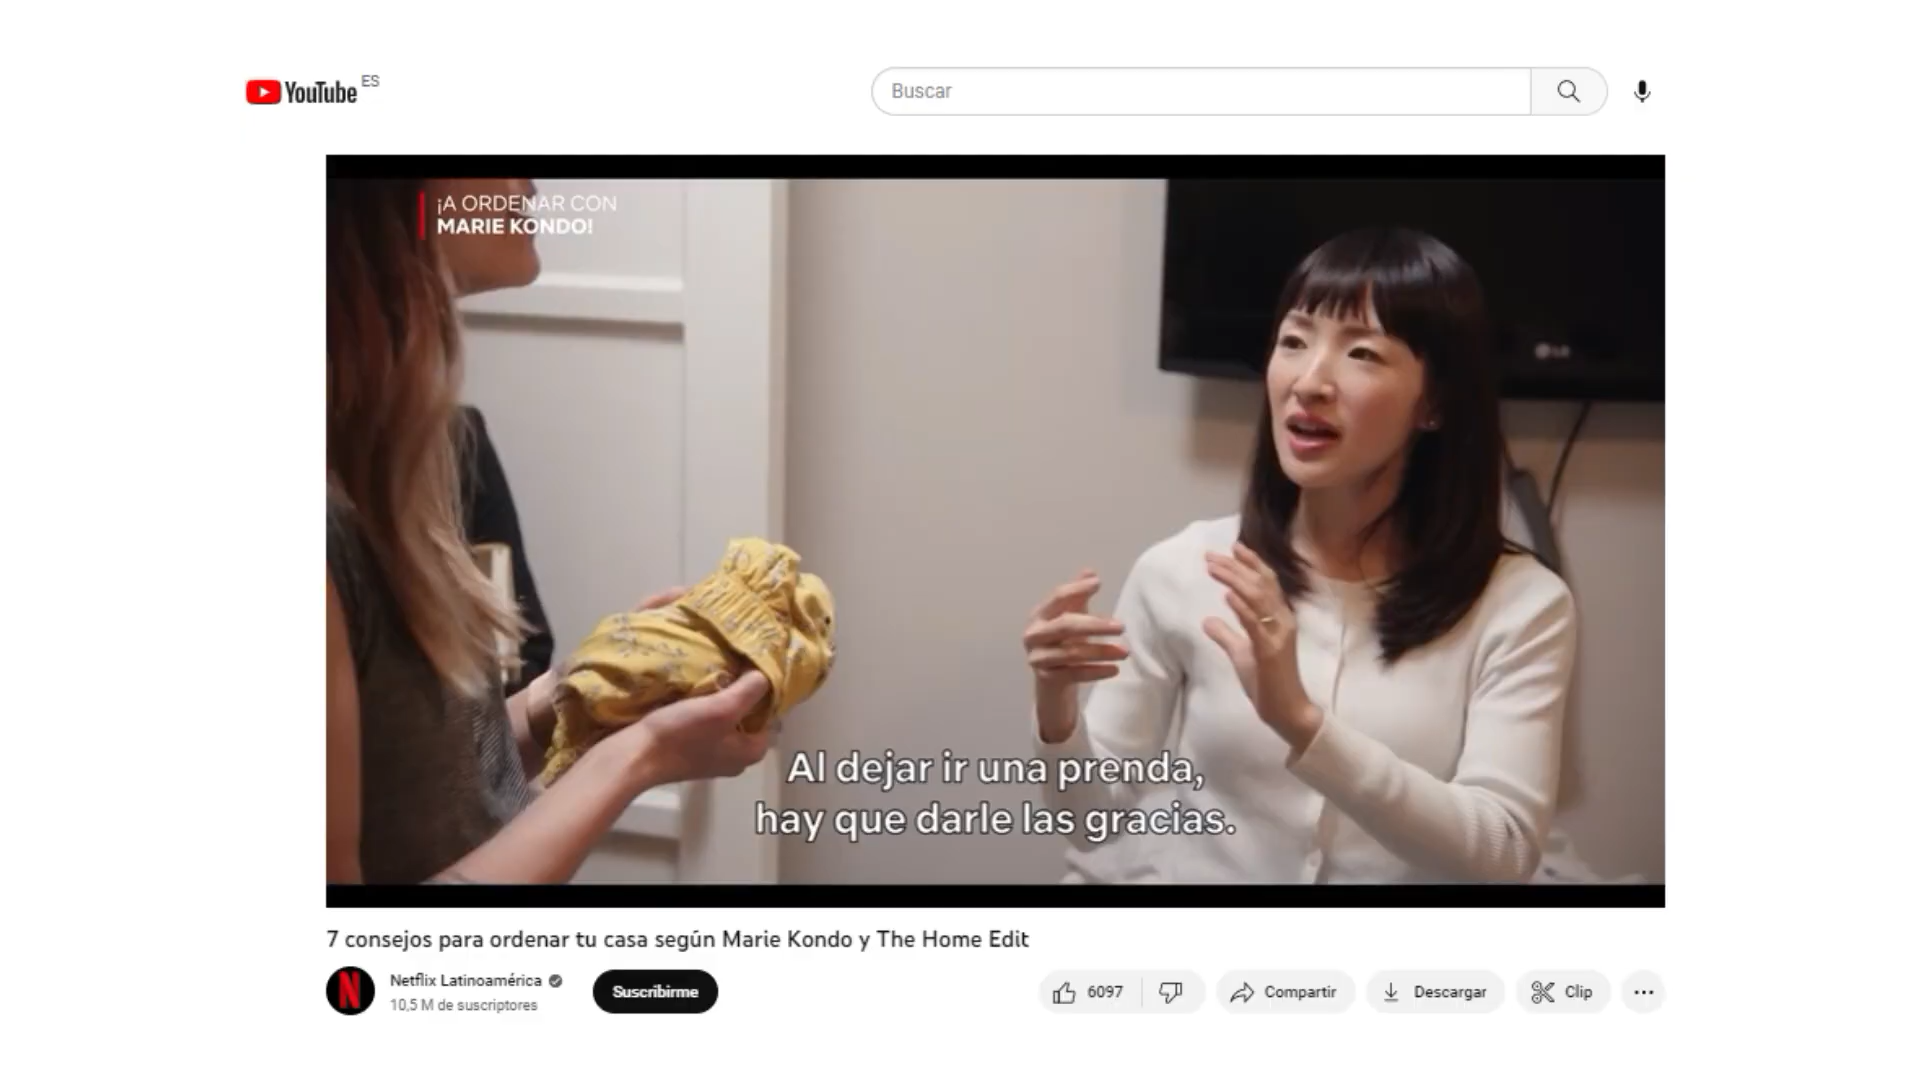 YouTube ES
Buscar
¡A ORDENAR CON
MARIE KONDO!
LG
Al dejar ir una prenda,
hay que darle las gracias.
7 consejos para ordenar tu casa según Marie Kondo y The Home Edit
N
Netflix Latinoamérica
10,5 M de suscriptores
Suscribirme
6097
Compartir
Descargar
Clip